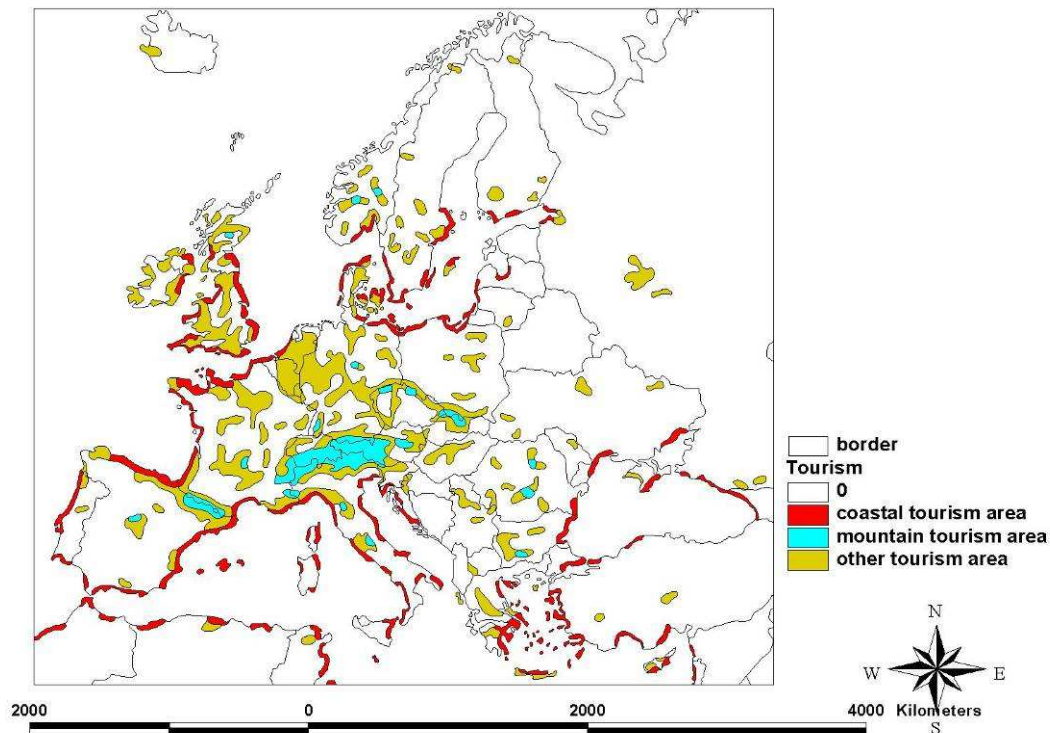 border
Tourism
0
coastal tourism area
mountain tourism area
other tourism area
N
W E
S
2000 0 2000 4000 Kilometers